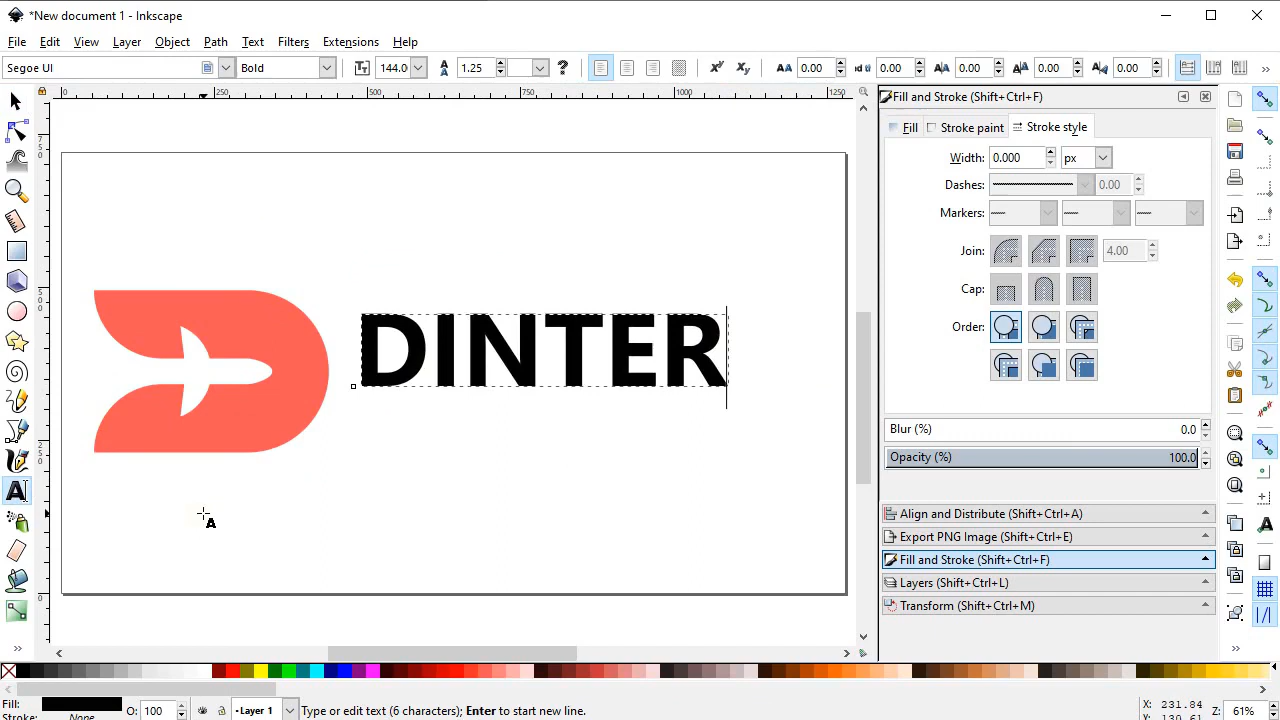 *New document 1 - Inkscape
File Edit View Layer Object Path Text Filters Extensions Help
Segoe UI Bold 144.0 1.25 0.00 0.00 0.00 0.00 0.00
0 250 500 750 1000 1250
Fill and Stroke (Shift+Ctrl+F)
Fill Stroke paint Stroke style
Width: 0.000 px
Dashes: 0.00
Markers:
Join: 4.00
Cap:
Order:
DINTER
Blur (%) 0.0
Opacity (%) 100.0
Align and Distribute (Shift+Ctrl+A)
Export PNG Image (Shift+Ctrl+E)
Fill and Stroke (Shift+Ctrl+F)
Layers (Shift+Ctrl+L)
Transform (Shift+Ctrl+M)
Fill: O: 100 Layer 1 Type or edit text (6 characters); Enter to start new line. X: 231.84 Z: 61%
Stroke: None